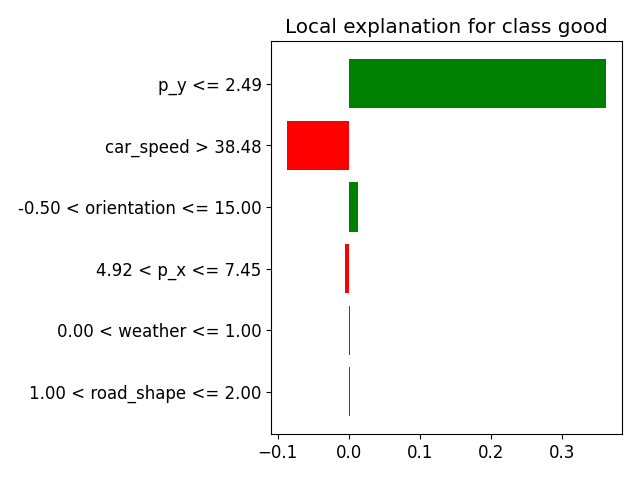 Local explanation for class good
p_y <= 2.49
car_speed > 38.48
-0.50 < orientation <= 15.00
4.92 < p_x <= 7.45
0.00 < weather <= 1.00
1.00 < road_shape <= 2.00
−0.1 0.0 0.1 0.2 0.3